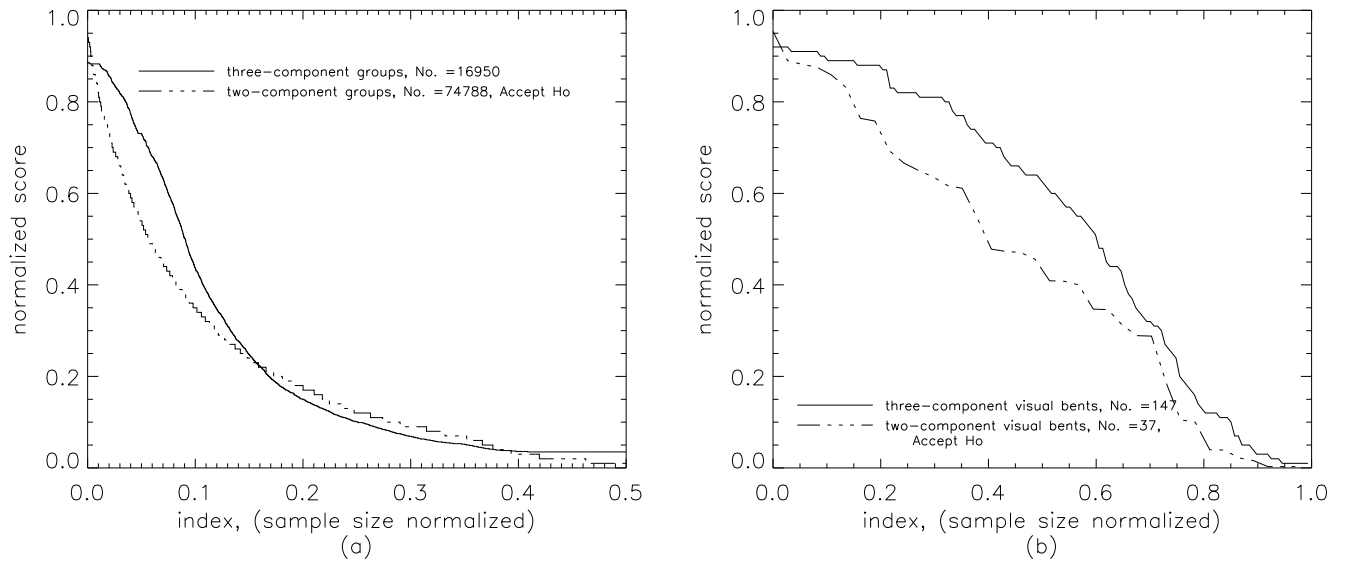 1.0
0.8
0.6
0.4
0.2
0.0
normalized score
three-component groups, No. =16950
two-component groups, No. =74788, Accept Ho
0.0 0.1 0.2 0.3 0.4 0.5
index, (sample size normalized)
(a)
1.0
0.8
0.6
0.4
0.2
0.0
normalized score
three-component visual bents, No. =147
two-component visual bents, No. =37,
Accept Ho
0.0 0.2 0.4 0.6 0.8 1.0
index, (sample size normalized)
(b)